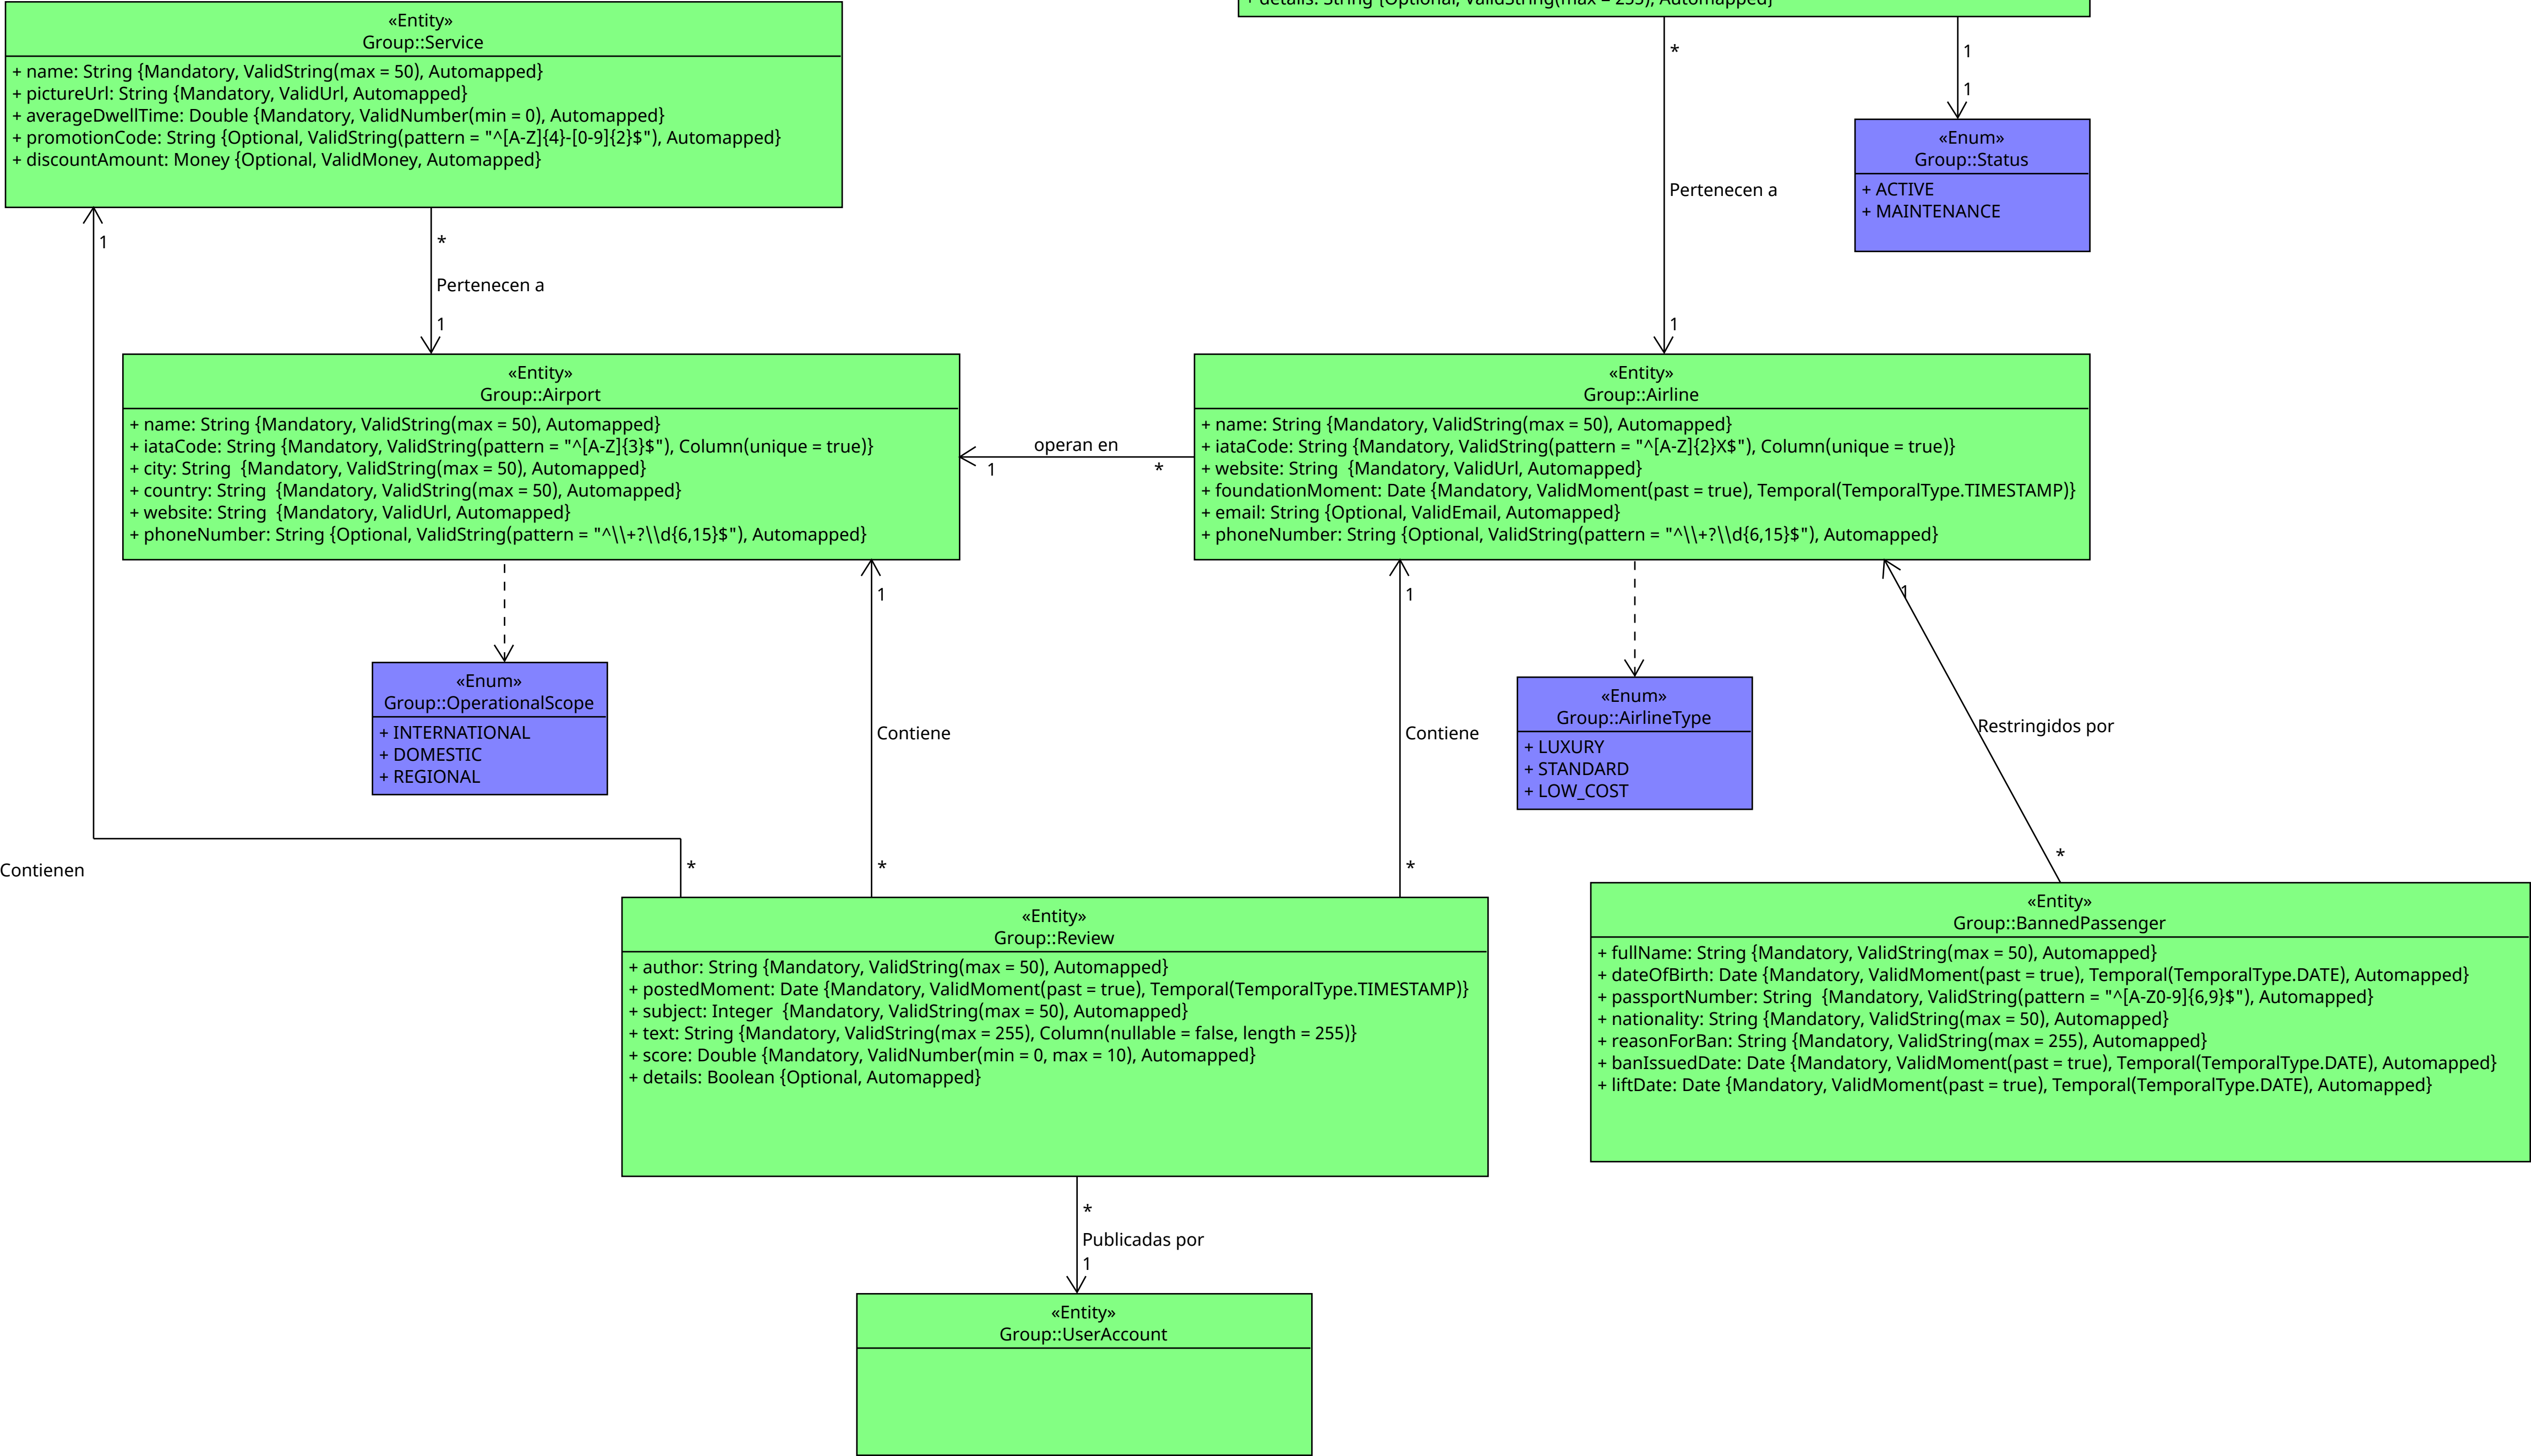 «Entity»
Group::Service
+ name: String {Mandatory, ValidString(max = 50), Automapped}
+ pictureUrl: String {Mandatory, ValidUrl, Automapped}
+ averageDwellTime: Double {Mandatory, ValidNumber(min = 0), Automapped}
+ promotionCode: String {Optional, ValidString(pattern = "^[A-Z]{4}-[0-9]{2}$"), Automapped}
+ discountAmount: Money {Optional, ValidMoney, Automapped}
+ details: String {Optional, ValidString(max = 255), Automapped}
*
1
Pertenecen a
1
1
«Enum»
Group::Status
+ ACTIVE
+ MAINTENANCE
1
*
Pertenecen a
1
1
«Entity»
Group::Airport
+ name: String {Mandatory, ValidString(max = 50), Automapped}
+ iataCode: String {Mandatory, ValidString(pattern = "^[A-Z]{3}$"), Column(unique = true)}
+ city: String  {Mandatory, ValidString(max = 50), Automapped}
+ country: String  {Mandatory, ValidString(max = 50), Automapped}
+ website: String  {Mandatory, ValidUrl, Automapped}
+ phoneNumber: String {Optional, ValidString(pattern = "^\\+?\\d{6,15}$"), Automapped}
operan en
1
*
«Entity»
Group::Airline
+ name: String {Mandatory, ValidString(max = 50), Automapped}
+ iataCode: String {Mandatory, ValidString(pattern = "^[A-Z]{2}X$"), Column(unique = true)}
+ website: String  {Mandatory, ValidUrl, Automapped}
+ foundationMoment: Date {Mandatory, ValidMoment(past = true), Temporal(TemporalType.TIMESTAMP)}
+ email: String {Optional, ValidEmail, Automapped}
+ phoneNumber: String {Optional, ValidString(pattern = "^\\+?\\d{6,15}$"), Automapped}
1
1
1
«Enum»
Group::OperationalScope
+ INTERNATIONAL
+ DOMESTIC
+ REGIONAL
Contiene
Contiene
«Enum»
Group::AirlineType
+ LUXURY
+ STANDARD
+ LOW_COST
Restringidos por
Contienen
*
*
*
*
«Entity»
Group::Review
+ author: String {Mandatory, ValidString(max = 50), Automapped}
+ postedMoment: Date {Mandatory, ValidMoment(past = true), Temporal(TemporalType.TIMESTAMP)}
+ subject: Integer  {Mandatory, ValidString(max = 50), Automapped}
+ text: String {Mandatory, ValidString(max = 255), Column(nullable = false, length = 255)}
+ score: Double {Mandatory, ValidNumber(min = 0, max = 10), Automapped}
+ details: Boolean {Optional, Automapped}
«Entity»
Group::BannedPassenger
+ fullName: String {Mandatory, ValidString(max = 50), Automapped}
+ dateOfBirth: Date {Mandatory, ValidMoment(past = true), Temporal(TemporalType.DATE), Automapped}
+ passportNumber: String  {Mandatory, ValidString(pattern = "^[A-Z0-9]{6,9}$"), Automapped}
+ nationality: String {Mandatory, ValidString(max = 50), Automapped}
+ reasonForBan: String {Mandatory, ValidString(max = 255), Automapped}
+ banIssuedDate: Date {Mandatory, ValidMoment(past = true), Temporal(TemporalType.DATE), Automapped}
+ liftDate: Date {Mandatory, ValidMoment(past = true), Temporal(TemporalType.DATE), Automapped}
*
Publicadas por
1
«Entity»
Group::UserAccount